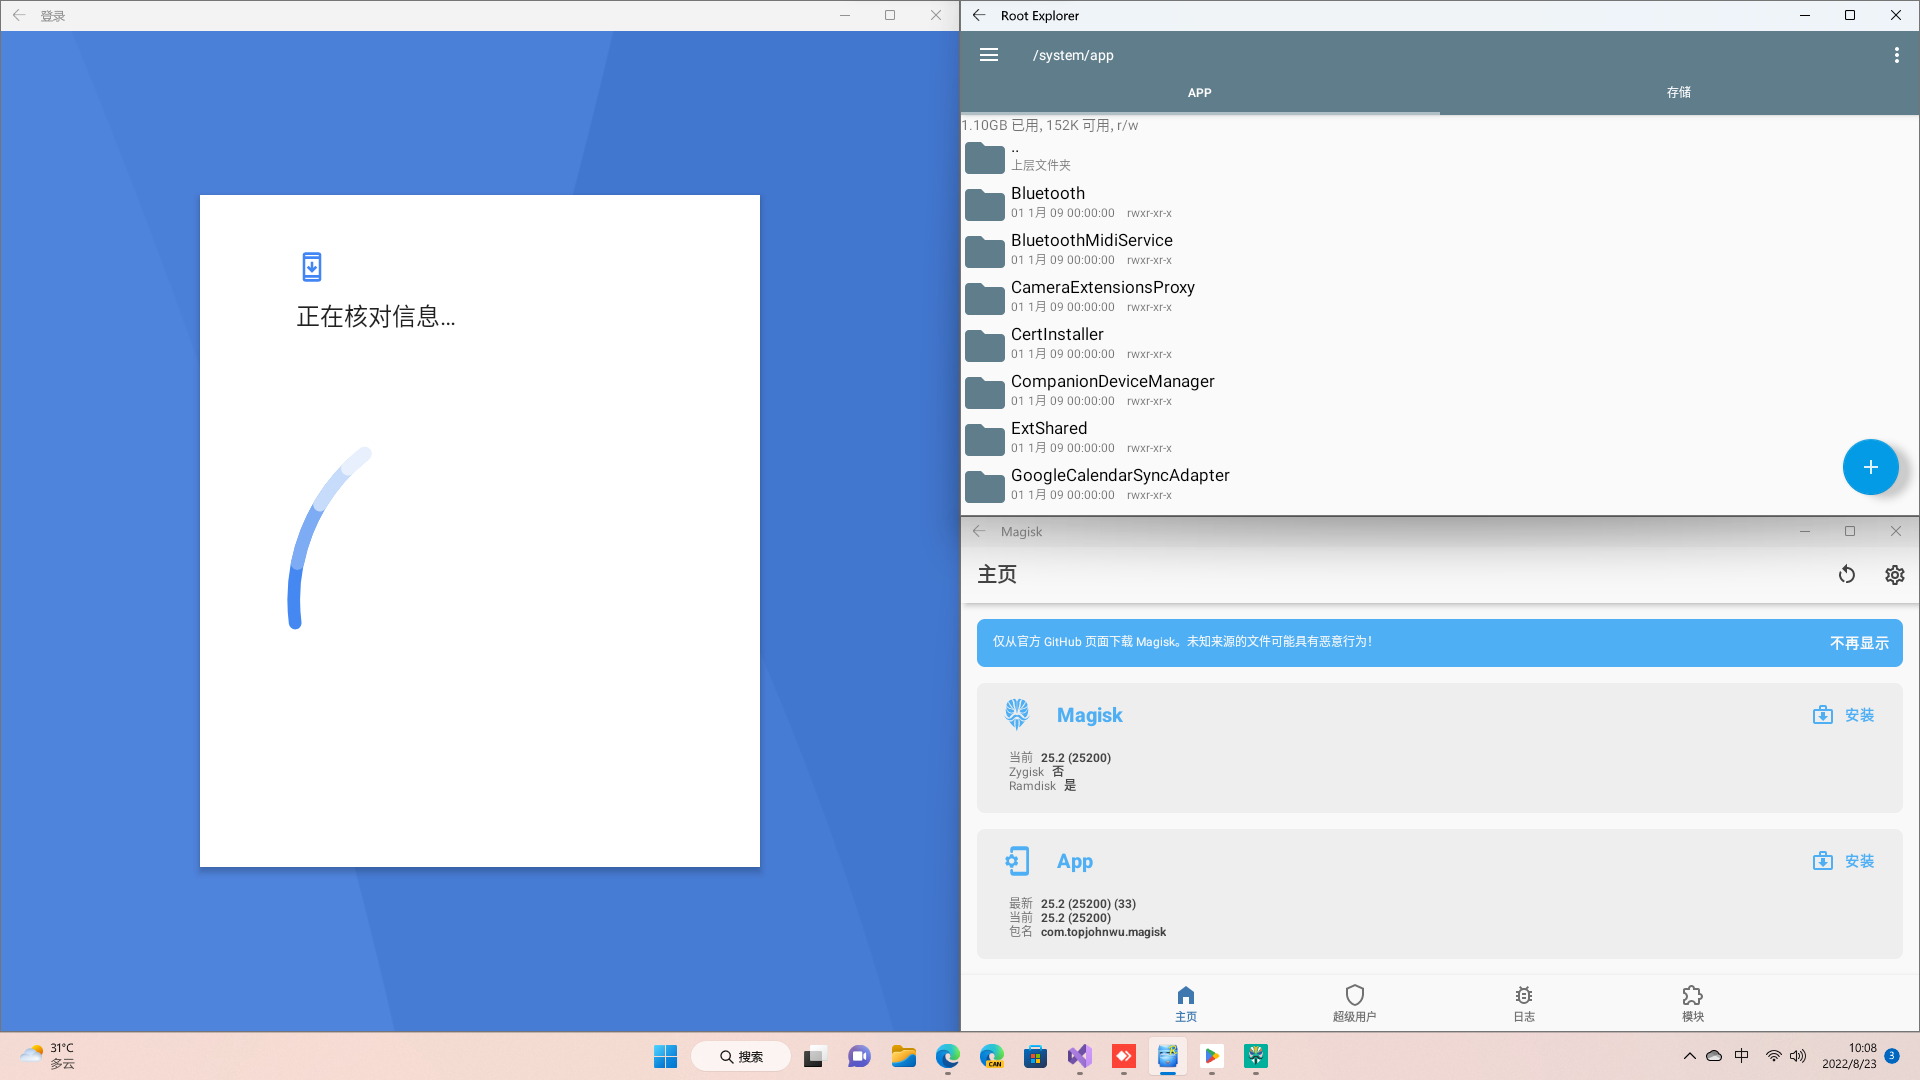 登录
正在核对信息...
Root Explorer
/system/app
APP
存储
1.10GB 已用, 152K 可用, r/w
..
上层文件夹
Bluetooth
01 1月 09 00:00:00 rwxr-xr-x
BluetoothMidiService
01 1月 09 00:00:00 rwxr-xr-x
CameraExtensionsProxy
01 1月 09 00:00:00 rwxr-xr-x
CertInstaller
01 1月 09 00:00:00 rwxr-xr-x
CompanionDeviceManager
01 1月 09 00:00:00 rwxr-xr-x
ExtShared
01 1月 09 00:00:00 rwxr-xr-x
GoogleCalendarSyncAdapter
01 1月 09 00:00:00 rwxr-xr-x
Magisk
主页
仅从官方 GitHub 页面下载 Magisk。未知来源的文件可能具有恶意行为！
不再显示
Magisk
安装
当前 25.2 (25200)
Zygisk 否
Ramdisk 是
App
安装
最新 25.2 (25200) (33)
当前 25.2 (25200)
包名 com.topjohnwu.magisk
主页
超级用户
日志
模块
31°C
多云
搜索
CAN
中
10:08
2022/8/23
3